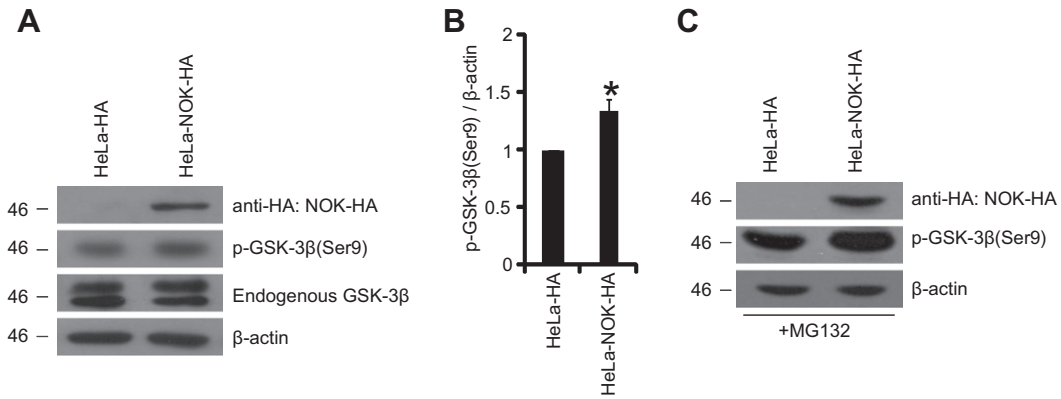 A
HeLa-HA
HeLa-NOK-HA
46 –
anti-HA: NOK-HA
46 –
p-GSK-3β(Ser9)
46 –
Endogenous GSK-3β
46 –
β-actin
B
p-GSK-3β(Ser9) / β-actin
2
1.5
1
0.5
0
*
HeLa-HA
HeLa-NOK-HA
C
HeLa-HA
HeLa-NOK-HA
46 –
anti-HA: NOK-HA
46 –
p-GSK-3β(Ser9)
46 –
β-actin
+MG132